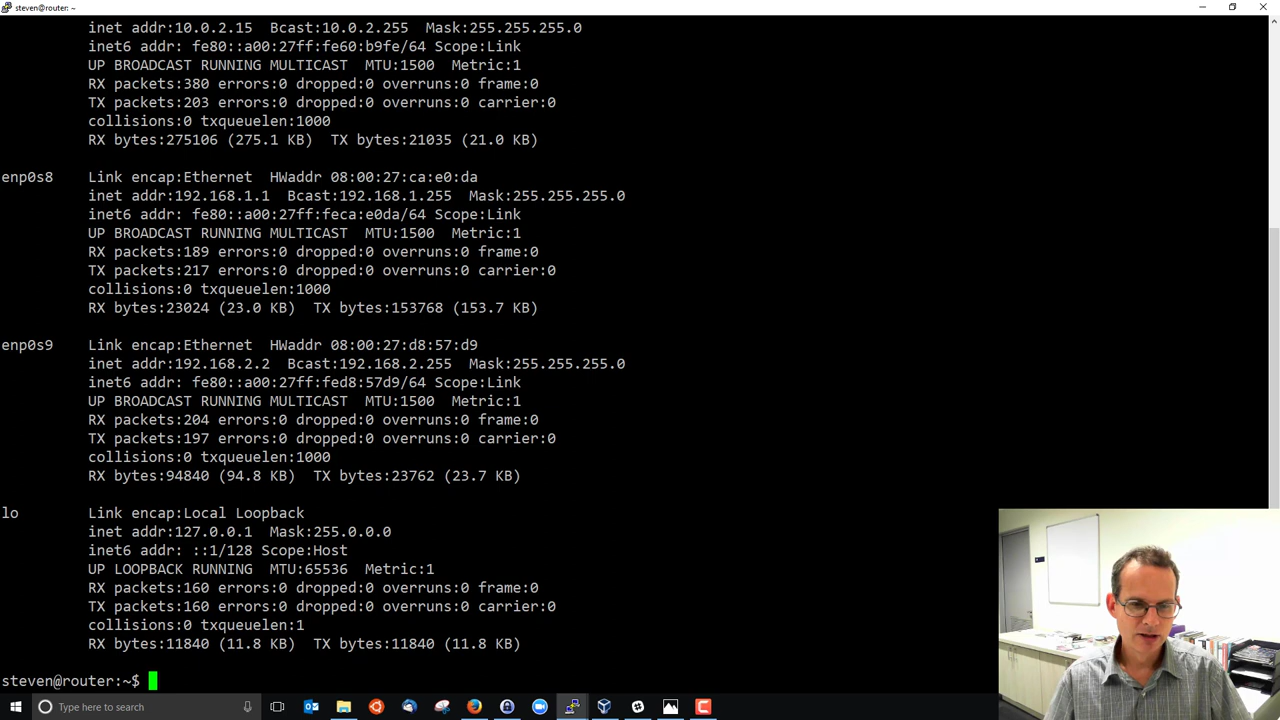 steven@router: ~
inet addr:10.0.2.15  Bcast:10.0.2.255  Mask:255.255.255.0
inet6 addr: fe80::a00:27ff:fe60:b9fe/64 Scope:Link
UP BROADCAST RUNNING MULTICAST  MTU:1500  Metric:1
RX packets:380 errors:0 dropped:0 overruns:0 frame:0
TX packets:203 errors:0 dropped:0 overruns:0 carrier:0
collisions:0 txqueuelen:1000
RX bytes:275106 (275.1 KB)  TX bytes:21035 (21.0 KB)
enp0s8    Link encap:Ethernet  HWaddr 08:00:27:ca:e0:da
inet addr:192.168.1.1  Bcast:192.168.1.255  Mask:255.255.255.0
inet6 addr: fe80::a00:27ff:feca:e0da/64 Scope:Link
UP BROADCAST RUNNING MULTICAST  MTU:1500  Metric:1
RX packets:189 errors:0 dropped:0 overruns:0 frame:0
TX packets:217 errors:0 dropped:0 overruns:0 carrier:0
collisions:0 txqueuelen:1000
RX bytes:23024 (23.0 KB)  TX bytes:153768 (153.7 KB)
enp0s9    Link encap:Ethernet  HWaddr 08:00:27:d8:57:d9
inet addr:192.168.2.2  Bcast:192.168.2.255  Mask:255.255.255.0
inet6 addr: fe80::a00:27ff:fed8:57d9/64 Scope:Link
UP BROADCAST RUNNING MULTICAST  MTU:1500  Metric:1
RX packets:204 errors:0 dropped:0 overruns:0 frame:0
TX packets:197 errors:0 dropped:0 overruns:0 carrier:0
collisions:0 txqueuelen:1000
RX bytes:94840 (94.8 KB)  TX bytes:23762 (23.7 KB)
lo        Link encap:Local Loopback
inet addr:127.0.0.1  Mask:255.0.0.0
inet6 addr: ::1/128 Scope:Host
UP LOOPBACK RUNNING  MTU:65536  Metric:1
RX packets:160 errors:0 dropped:0 overruns:0 frame:0
TX packets:160 errors:0 dropped:0 overruns:0 carrier:0
collisions:0 txqueuelen:1
RX bytes:11840 (11.8 KB)  TX bytes:11840 (11.8 KB)
steven@router:~$
Type here to search